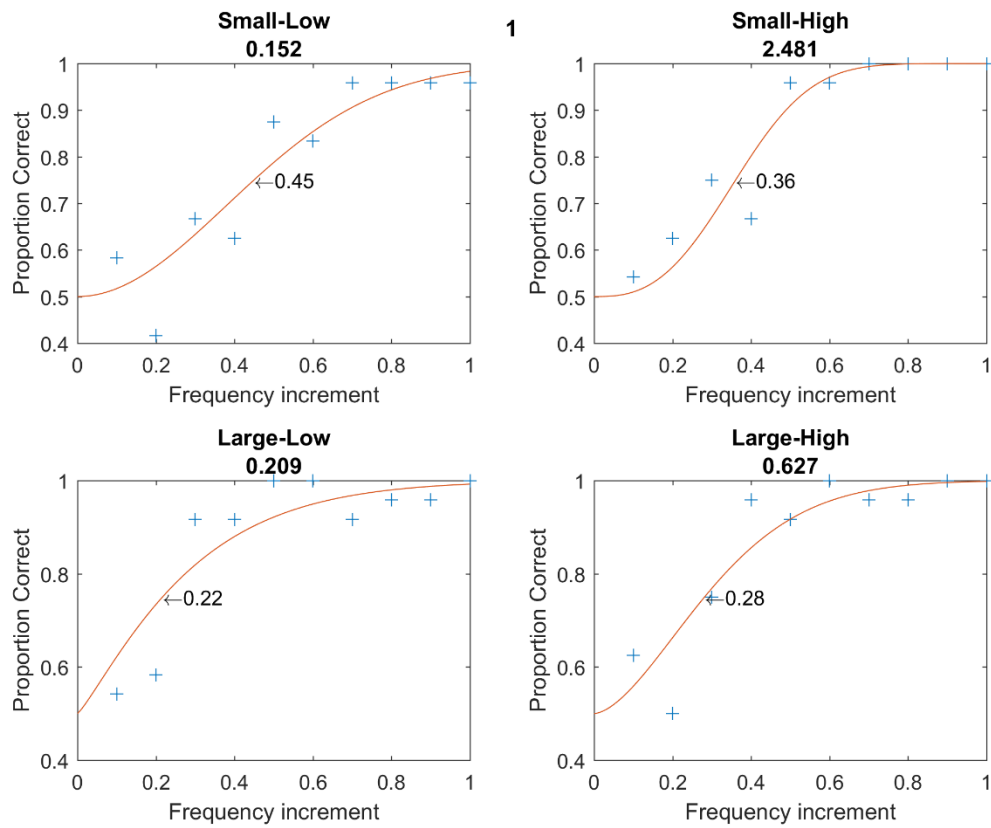 1
Small-Low
0.152
Proportion Correct
1
0.9
0.8
0.7
0.6
0.5
0.4
←0.45
0 0.2 0.4 0.6 0.8 1
Frequency increment
Small-High
2.481
Proportion Correct
1
0.9
0.8
0.7
0.6
0.5
0.4
←0.36
0 0.2 0.4 0.6 0.8 1
Frequency increment
Large-Low
0.209
Proportion Correct
1
0.8
0.6
0.4
←0.22
0 0.2 0.4 0.6 0.8 1
Frequency increment
Large-High
0.627
Proportion Correct
1
0.8
0.6
0.4
←0.28
0 0.2 0.4 0.6 0.8 1
Frequency increment